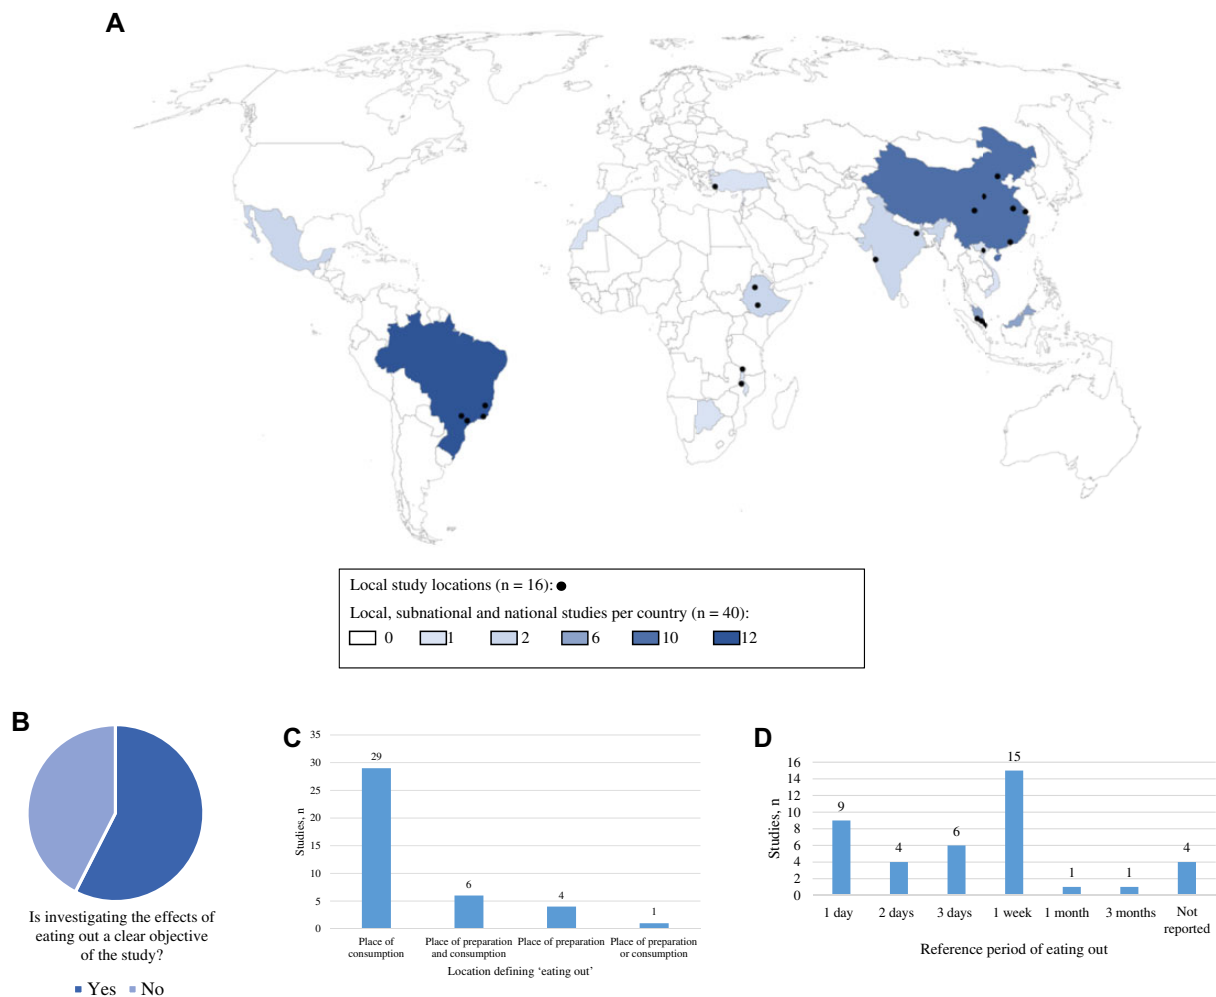 A
Local study locations (n = 16):
Local, subnational and national studies per country (n = 40):
0 1 2 6 10 12
B
Is investigating the effects of
eating out a clear objective
of the study?
Yes No
C
35
30
25
20
15
10
5
0
Studies, n
29
6
4
1
Place of consumption
Place of preparation and consumption
Place of preparation
Place of preparation or consumption
Location defining ‘eating out’
D
16
14
12
10
8
6
4
2
0
Studies, n
9
4
6
15
1
1
4
1 day 2 days 3 days 1 week 1 month 3 months Not
reported
Reference period of eating out